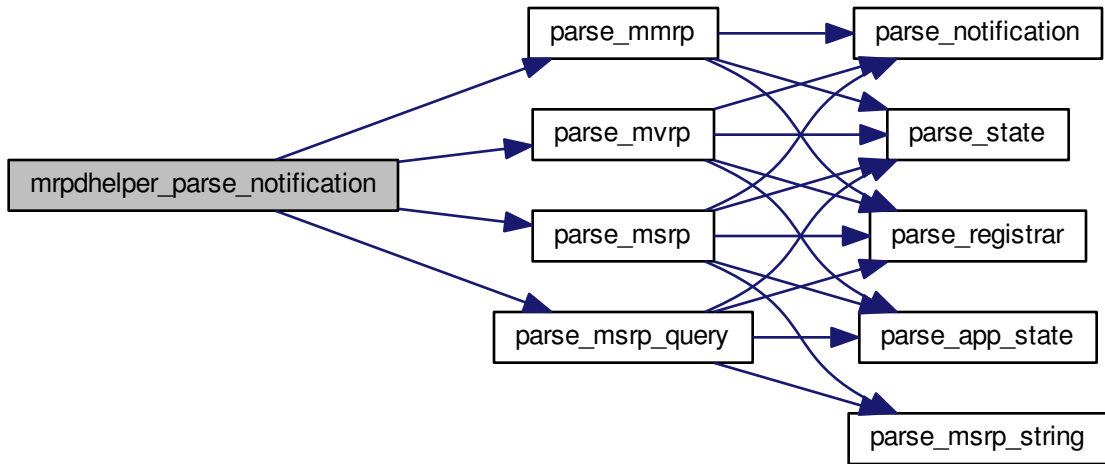 mrpdhelper_parse_notification
parse_mmrp
parse_mvrp
parse_msrp
parse_msrp_query
parse_notification
parse_state
parse_registrar
parse_app_state
parse_msrp_string